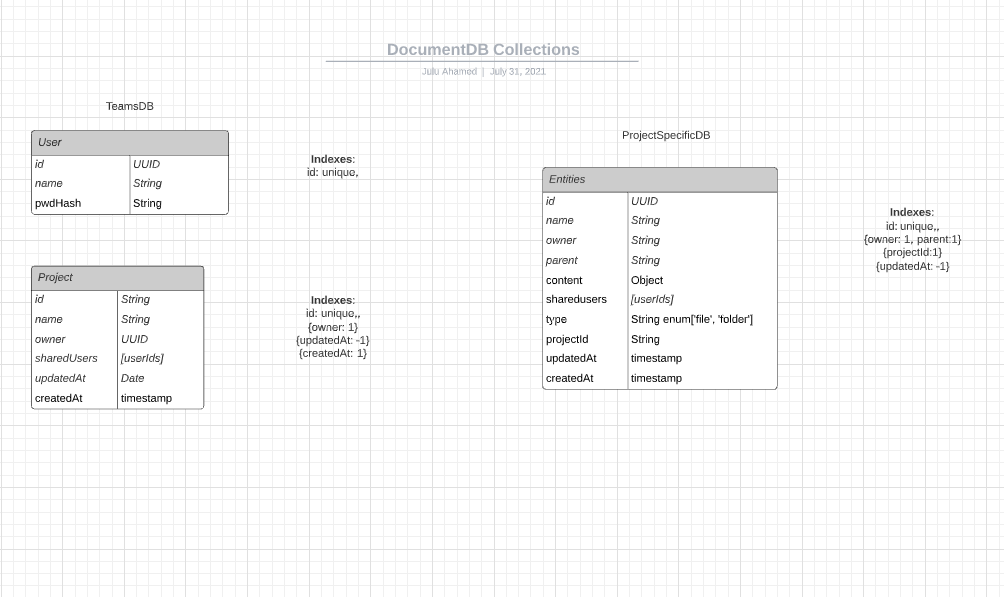 DocumentDB Collections
Julu Ahamed | July 31, 2021
TeamsDB
User
id UUID
name String
pwdHash String
Indexes:
id: unique,
Project
id String
name String
owner UUID
sharedUsers [userIds]
updatedAt Date
createdAt timestamp
Indexes:
id: unique,,
{owner: 1}
{updatedAt: -1}
{createdAt: 1}
ProjectSpecificDB
Entities
id UUID
name String
owner String
parent String
content Object
sharedusers [userIds]
type String enum['file', 'folder']
projectId String
updatedAt timestamp
createdAt timestamp
Indexes:
id: unique,,
{owner: 1, parent:1}
{projectId:1}
{updatedAt: -1}